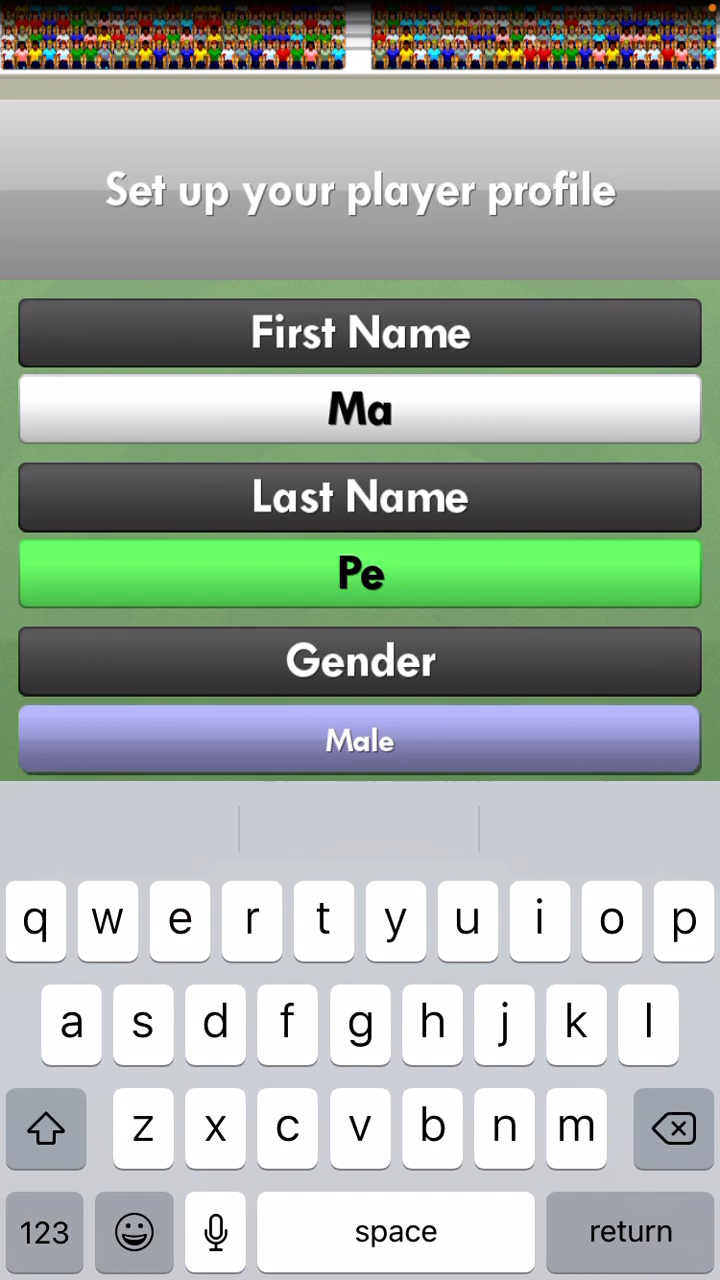 Set up your player profile
First Name
Ma
Last Name
Pe
Gender
Male
q w e r t y u i o p
a s d f g h j k l
z x c v b n m
123 space return